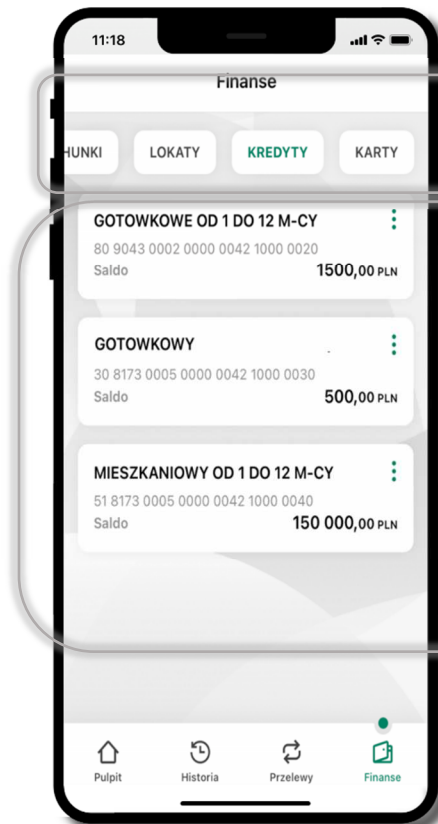 11:18
Finanse
HUNKI LOKATY KREDYTY KARTY
GOTOWKOWE OD 1 DO 12 M-CY
80 9043 0002 0000 0042 1000 0020
Saldo 1500,00 PLN
GOTOWKOWY
30 8173 0005 0000 0042 1000 0030
Saldo 500,00 PLN
MIESZKANIOWY OD 1 DO 12 M-CY
51 8173 0005 0000 0042 1000 0040
Saldo 150 000,00 PLN
Pulpit Historia Przelewy Finanse